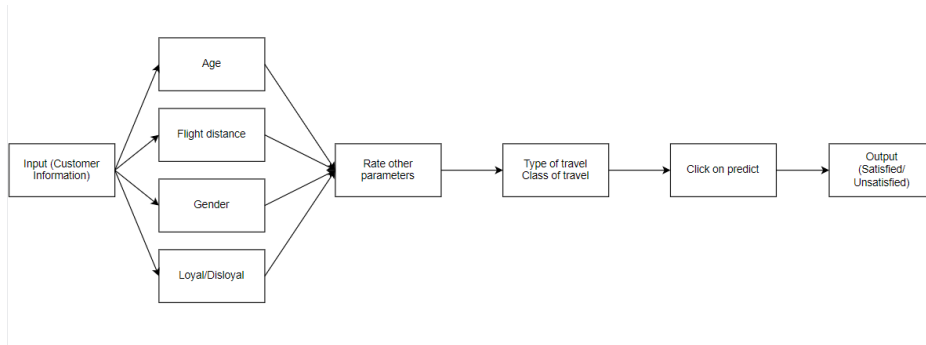 Input (Customer
Information)
Age
Flight distance
Gender
Loyal/Disloyal
Rate other
parameters
Type of travel
Class of travel
Click on predict
Output
(Satisfied/
Unsatisfied)